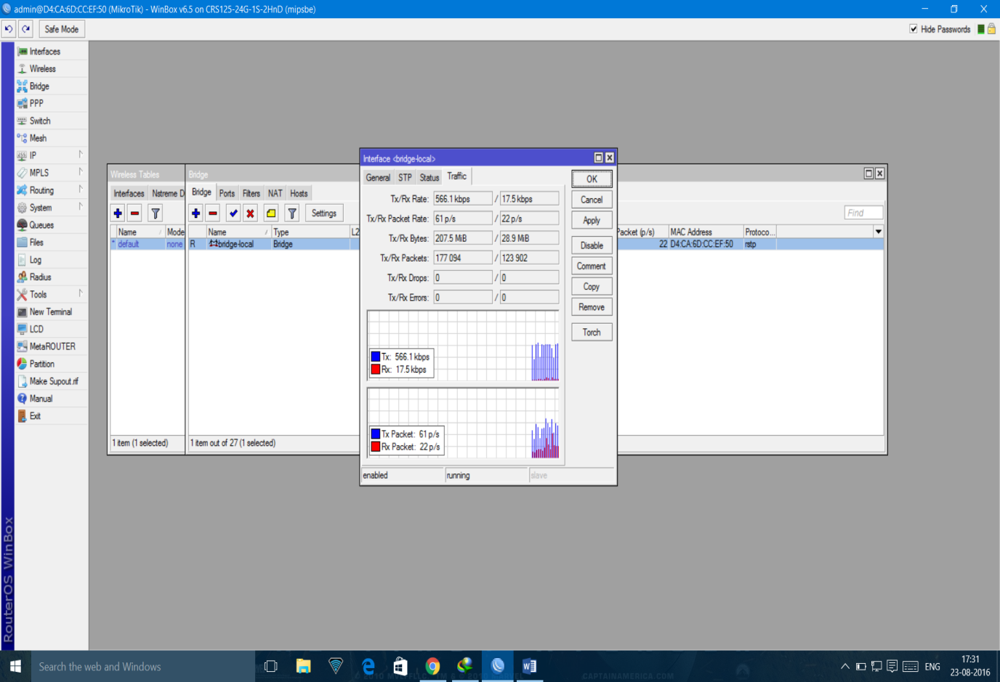 admin@D4:CA:6D:CC:EF:50 (MikroTik) - WinBox v6.5 on CRS125-24G-1S-2HnD (mipsbe)
Safe Mode
Hide Passwords
Interfaces
Wireless
Bridge
PPP
Switch
Mesh
IP
MPLS
Routing
System
Queues
Files
Log
Radius
Tools
New Terminal
LCD
MetaROUTER
Partition
Make Supout.rif
Manual
Exit
RouterOS WinBox
Wireless Tables
Interfaces Nstreme D
Name Mode
* default none
1 item (1 selected)
Bridge
Bridge Ports Filters NAT Hosts
Settings
Find
Name Type L2 Packet (p/s) MAC Address Protoco...
R bridge-local Bridge 22 D4:CA:6D:CC:EF:50 rstp
1 item out of 27 (1 selected)
Interface <bridge-local>
General STP Status Traffic
Tx/Rx Rate: 566.1 kbps / 17.5 kbps
Tx/Rx Packet Rate: 61 p/s / 22 p/s
Tx/Rx Bytes: 207.5 MiB / 28.9 MiB
Tx/Rx Packets: 177 094 / 123 902
Tx/Rx Drops: 0 / 0
Tx/Rx Errors: 0 / 0
Tx: 566.1 kbps
Rx: 17.5 kbps
Tx Packet: 61 p/s
Rx Packet: 22 p/s
enabled running slave
OK
Cancel
Apply
Disable
Comment
Copy
Remove
Torch
Search the web and Windows
CAPTAINAMERICA.COM
ENG
17:31
23-08-2016